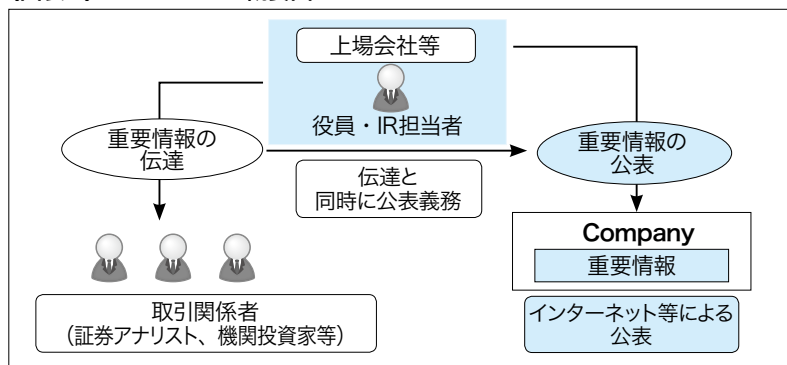 上場会社等
役員・IR担当者
重要情報の
伝達
重要情報の
公表
伝達と
同時に公表義務
Company
重要情報
取引関係者
（証券アナリスト、機関投資家等）
インターネット等による
公表